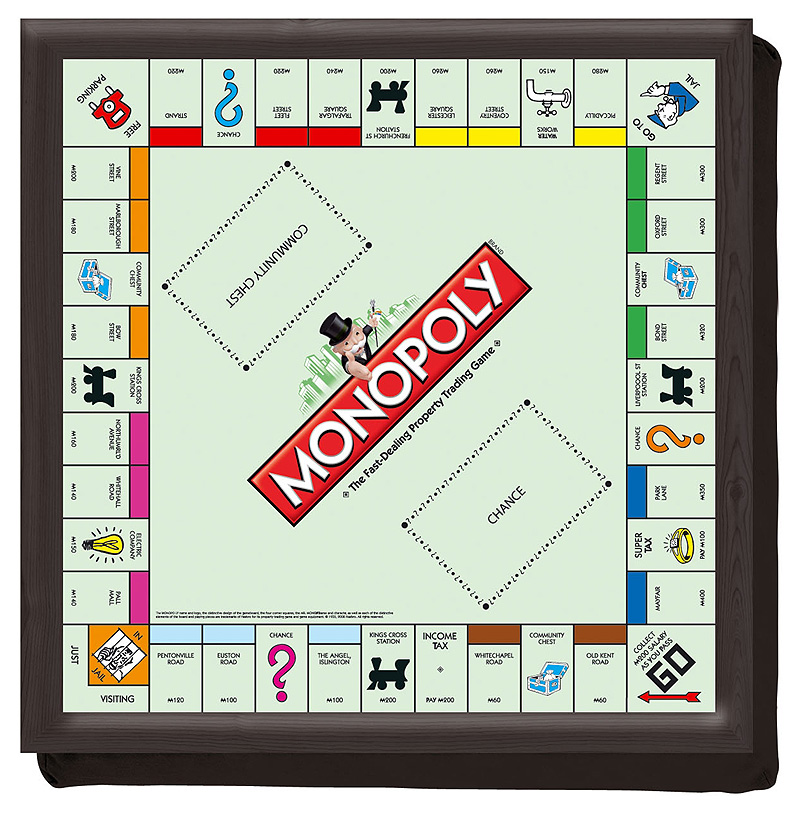 FREE
PARKING
STRAND
M220
CHANCE
FLEET
STREET
M220
TRAFALGAR
SQUARE
M240
FRENCHURCH
STATION
M200
LEICESTER
SQUARE
M260
COVENTRY
STREET
M260
WATER
WORKS
M150
PICCADILLY
M280
GO TO
JAIL
VINE
STREET
M200
MARLBOROUGH
STREET
M180
COMMUNITY
CHEST
BOW
STREET
M180
KINGS CROSS
STATION
M200
AVENUE
M160
WHITEHALL
ROAD
M140
ELECTRIC
COMPANY
M150
PALL
MALL
M140
COMMUNITY CHEST
BRAND
MONOPOLY
The Fast-Dealing Property Trading Game
CHANCE
REGENT
STREET
M300
OXFORD
STREET
M300
COMMUNITY
CHEST
BOND
STREET
M320
LIVERPOOL ST
STATION
M200
CHANCE
PARK
LANE
M350
SUPER
TAX
PAY M100
MAYFAIR
M400
JUST
IN
JAIL
VISITING
PENTONVILLE
ROAD
M120
EUSTON
ROAD
M100
CHANCE
THE ANGEL,
ISLINGTON
M100
KINGS CROSS
STATION
M200
INCOME
TAX
PAY M200
WHITECHAPEL
ROAD
M60
COMMUNITY
CHEST
OLD KENT
ROAD
M60
COLLECT
M200 SALARY
AS YOU PASS
GO